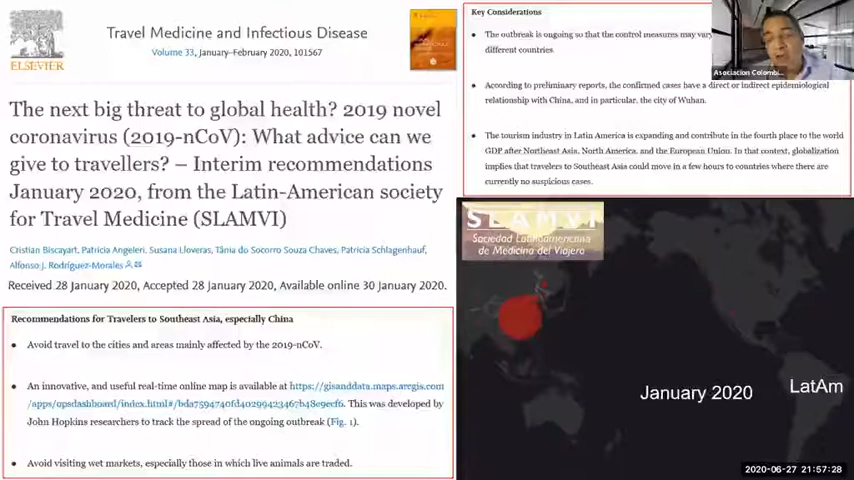 ELSEVIER
Travel Medicine and Infectious Disease
Volume 33, January–February 2020, 101567
The next big threat to global health? 2019 novel
coronavirus (2019-nCoV): What advice can we
give to travellers? – Interim recommendations
January 2020, from the Latin-American society
for Travel Medicine (SLAMVI)
Cristian Biscayart, Patricia Angeleri, Susana Lloveras, Tânia do Socorro Souza Chaves, Patricia Schlagenhauf,
Alfonso J. Rodríguez-Morales
Received 28 January 2020, Accepted 28 January 2020, Available online 30 January 2020.
Recommendations for Travelers to Southeast Asia, especially China
Avoid travel to the cities and areas mainly affected by the 2019-nCoV.
An innovative, and useful real-time online map is available at https://gisanddata.maps.arcgis.com
/apps/opsdashboard/index.html#/bda7594740fd40299423467b48e9ecf6. This was developed by
John Hopkins researchers to track the spread of the ongoing outbreak (Fig. 1).
Avoid visiting wet markets, especially those in which live animals are traded.
Key Considerations
The outbreak is ongoing so that the control measures may vary
different countries.
According to preliminary reports, the confirmed cases have a direct or indirect epidemiological
relationship with China, and in particular, the city of Wuhan.
The tourism industry in Latin America is expanding and contribute in the fourth place to the world
GDP after Northeast Asia, North America, and the European Union. In that context, globalization
implies that travelers to Southeast Asia could move in a few hours to countries where there are
currently no suspicious cases.
Asociacion Colombi...
SLAMVI
Sociedad Latinoamericana
de Medicina del Viajero
January 2020
LatAm
2020-06-27 21:57:28